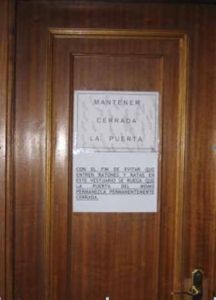 MANTENER
CERRADA
LA PUERTA
CON EL FIN DE EVITAR QUE
ENTREN RATONES Y RATAS EN
ESTE VESTUARIO SE RUEGA QUE
LA PUERTA DEL MISMO
PERMANEZCA PERMANENTEMENTE
CERRADA.